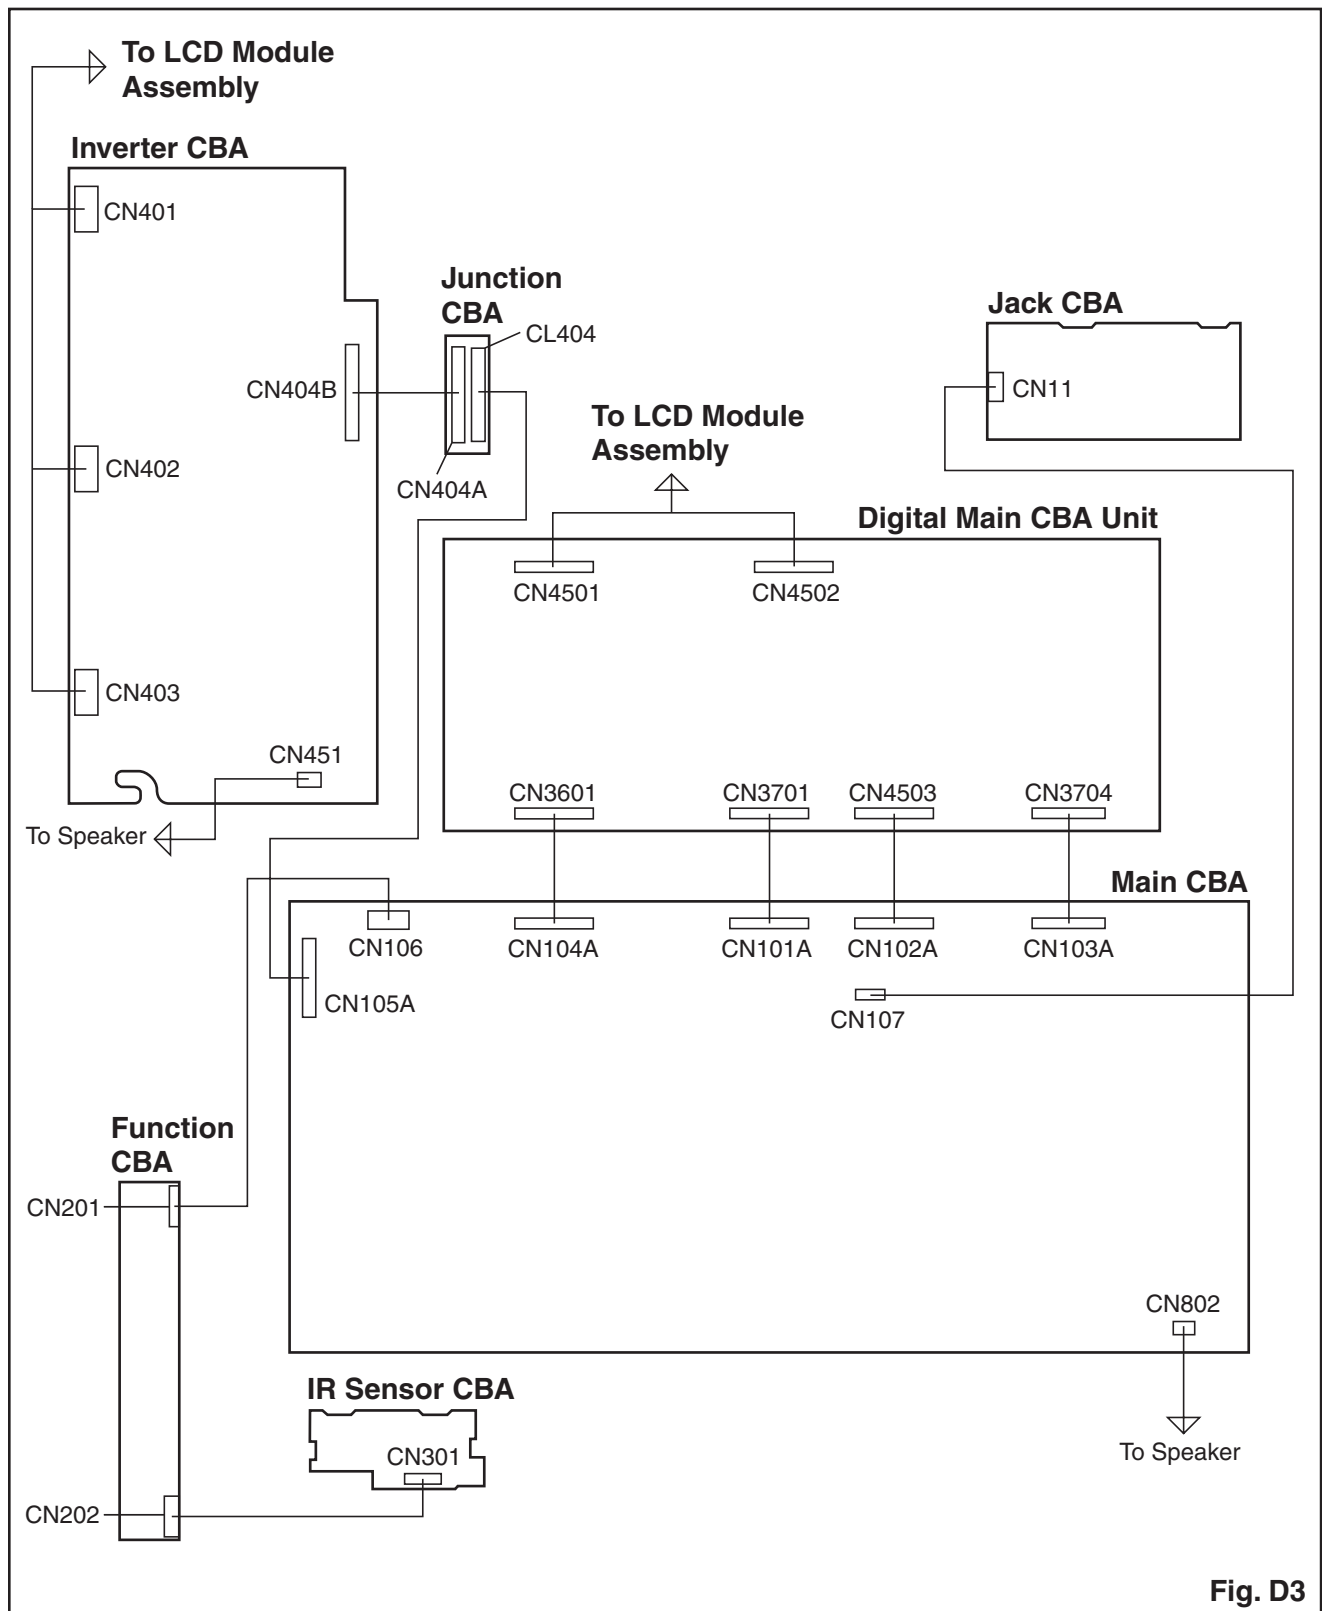 To LCD Module
Assembly
Inverter CBA
CN401
Junction
CBA
CL404
Jack CBA
CN404B
CN11
To LCD Module
Assembly
CN402
CN404A
Digital Main CBA Unit
CN4501
CN4502
CN403
CN451
CN3601
CN3701
CN4503
CN3704
To Speaker
Main CBA
CN106
CN104A
CN101A
CN102A
CN103A
CN105A
CN107
Function
CBA
CN201
CN802
IR Sensor CBA
CN301
To Speaker
CN202
Fig. D3